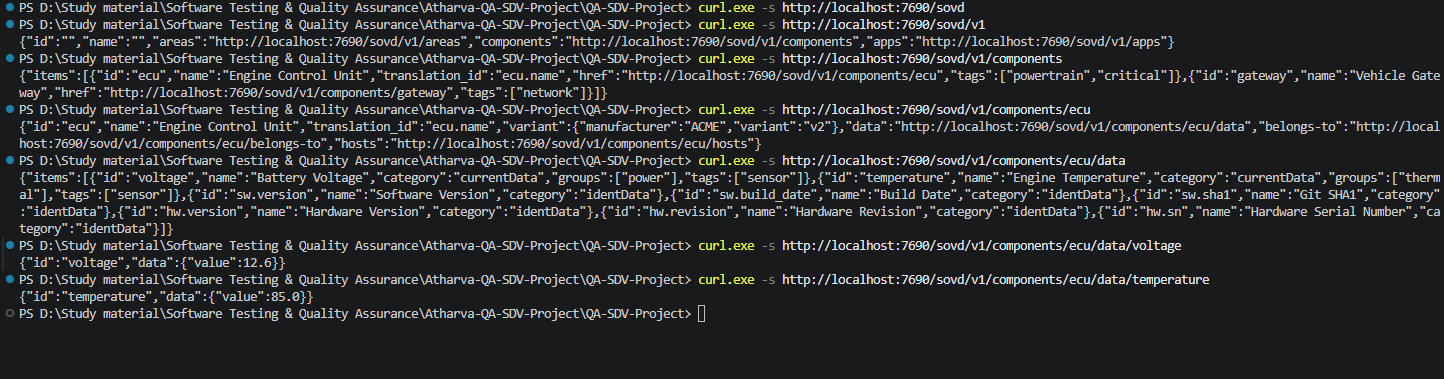 PS D:\Study material\Software Testing & Quality Assurance\Atharva-QA-SDV-Project\QA-SDV-Project> curl.exe -s http://localhost:7690/sovd
PS D:\Study material\Software Testing & Quality Assurance\Atharva-QA-SDV-Project\QA-SDV-Project> curl.exe -s http://localhost:7690/sovd/v1
{"id":"","name":"","areas":"http://localhost:7690/sovd/v1/areas","components":"http://localhost:7690/sovd/v1/components","apps":"http://localhost:7690/sovd/v1/apps"}
PS D:\Study material\Software Testing & Quality Assurance\Atharva-QA-SDV-Project\QA-SDV-Project> curl.exe -s http://localhost:7690/sovd/v1/components
{"items":[{"id":"ecu","name":"Engine Control Unit","translation_id":"ecu.name","href":"http://localhost:7690/sovd/v1/components/ecu","tags":["powertrain","critical"]},{"id":"gateway","name":"Vehicle Gate
way","href":"http://localhost:7690/sovd/v1/components/gateway","tags":["network"]}]}
PS D:\Study material\Software Testing & Quality Assurance\Atharva-QA-SDV-Project\QA-SDV-Project> curl.exe -s http://localhost:7690/sovd/v1/components/ecu
{"id":"ecu","name":"Engine Control Unit","translation_id":"ecu.name","variant":{"manufacturer":"ACME","variant":"v2"},"data":"http://localhost:7690/sovd/v1/components/ecu/data","belongs-to":"http://local
host:7690/sovd/v1/components/ecu/belongs-to","hosts":"http://localhost:7690/sovd/v1/components/ecu/hosts"}
PS D:\Study material\Software Testing & Quality Assurance\Atharva-QA-SDV-Project\QA-SDV-Project> curl.exe -s http://localhost:7690/sovd/v1/components/ecu/data
{"items":[{"id":"voltage","name":"Battery Voltage","category":"currentData","groups":["power"],"tags":["sensor"]},{"id":"temperature","name":"Engine Temperature","category":"currentData","groups":["therm
al"],"tags":["sensor"]},{"id":"sw.version","name":"Software Version","category":"identData"},{"id":"sw.build_date","name":"Build Date","category":"identData"},{"id":"sw.sha1","name":"Git SHA1","category"
:"identData"},{"id":"hw.version","name":"Hardware Version","category":"identData"},{"id":"hw.revision","name":"Hardware Revision","category":"identData"},{"id":"hw.sn","name":"Hardware Serial Number","ca
tegory":"identData"}]}
PS D:\Study material\Software Testing & Quality Assurance\Atharva-QA-SDV-Project\QA-SDV-Project> curl.exe -s http://localhost:7690/sovd/v1/components/ecu/data/voltage
{"id":"voltage","data":{"value":12.6}}
PS D:\Study material\Software Testing & Quality Assurance\Atharva-QA-SDV-Project\QA-SDV-Project> curl.exe -s http://localhost:7690/sovd/v1/components/ecu/data/temperature
{"id":"temperature","data":{"value":85.0}}
PS D:\Study material\Software Testing & Quality Assurance\Atharva-QA-SDV-Project\QA-SDV-Project>